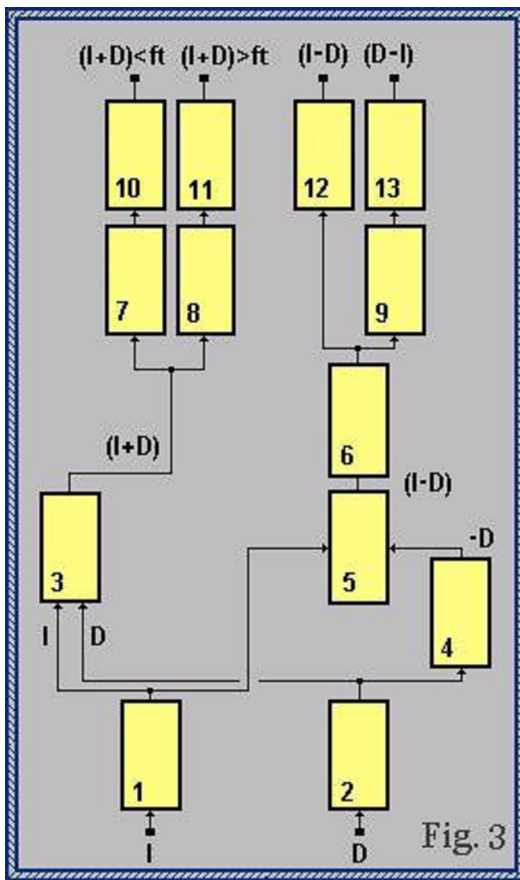 (I+D)<ft (I+D)>ft (I-D) (D-I)
10 11 12 13
7 8 9
(I+D)
6
(I-D)
3 5 -D
I D 4
1 2
I D Fig. 3